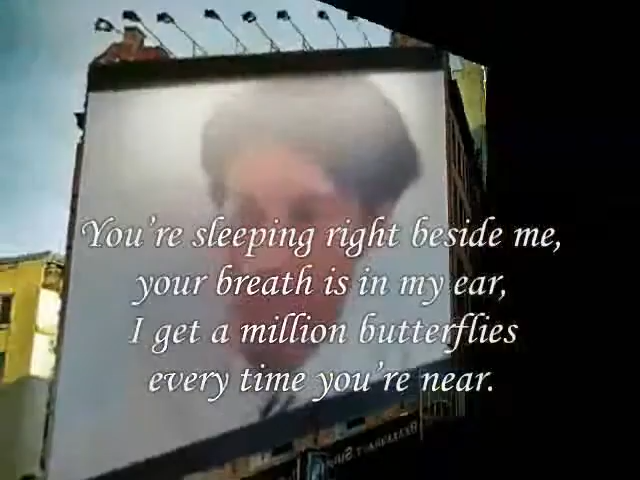 You're sleeping right beside me,
your breath is in my ear,
I get a million butterflies
every time you're near.